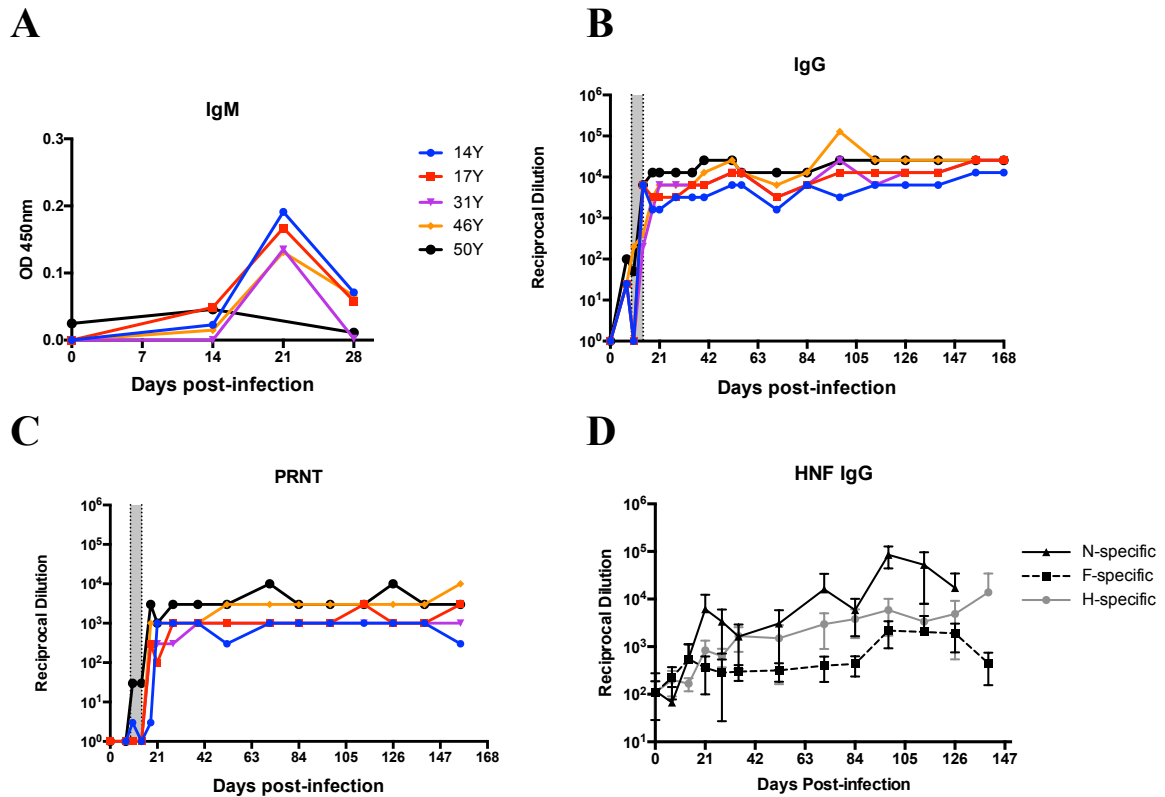 A
IgM
0.3
0.2
0.1
0.0
OD 450nm
0 7 14 21 28
Days post-infection
14Y
17Y
31Y
46Y
50Y
B
IgG
10⁶
10⁵
10⁴
10³
10²
10¹
10⁰
Reciprocal Dilution
0 21 42 63 84 105 126 147 168
Days post-infection
C
PRNT
10⁶
10⁵
10⁴
10³
10²
10¹
10⁰
Reciprocal Dilution
0 21 42 63 84 105 126 147 168
Days post-infection
D
HNF IgG
10⁶
10⁵
10⁴
10³
10²
10¹
Reciprocal Dilution
0 21 42 63 84 105 126 147
Days Post-infection
N-specific
F-specific
H-specific